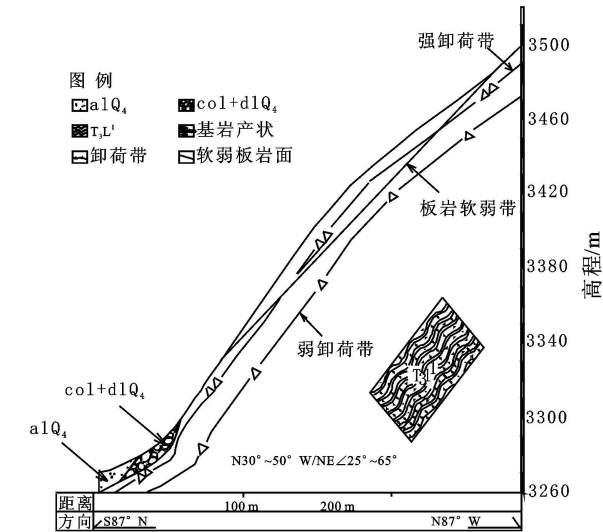 强卸荷带
3500
图 例
alQ₄
col+dlQ₄
3460
T₃L¹
基岩产状
卸荷带
软弱板岩面
3420
板岩软弱带
3380
高程/m
弱卸荷带
3340
T₃l¹
col+dlQ₄
3300
alQ₄
N30°~50° W/NE∠25°~65°
3260
距离
100 m
200 m
方向
S87° N
N87° W